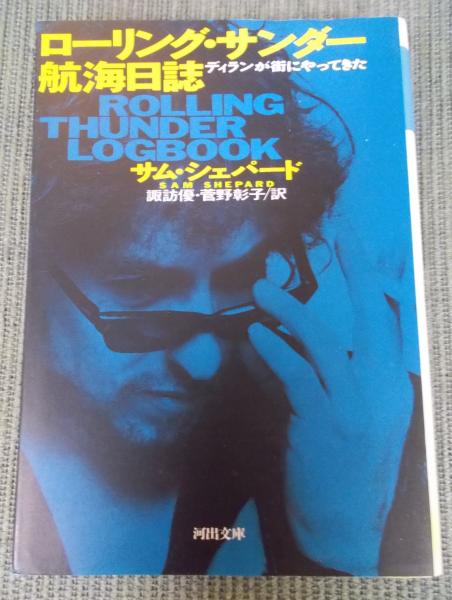 ローリング・サンダー
航海日誌 ディランが街にやってきた
ROLLING
THUNDER
LOGBOOK
サム・シェパード
SAM SHEPARD
諏訪優・菅野彰子/訳
河出文庫